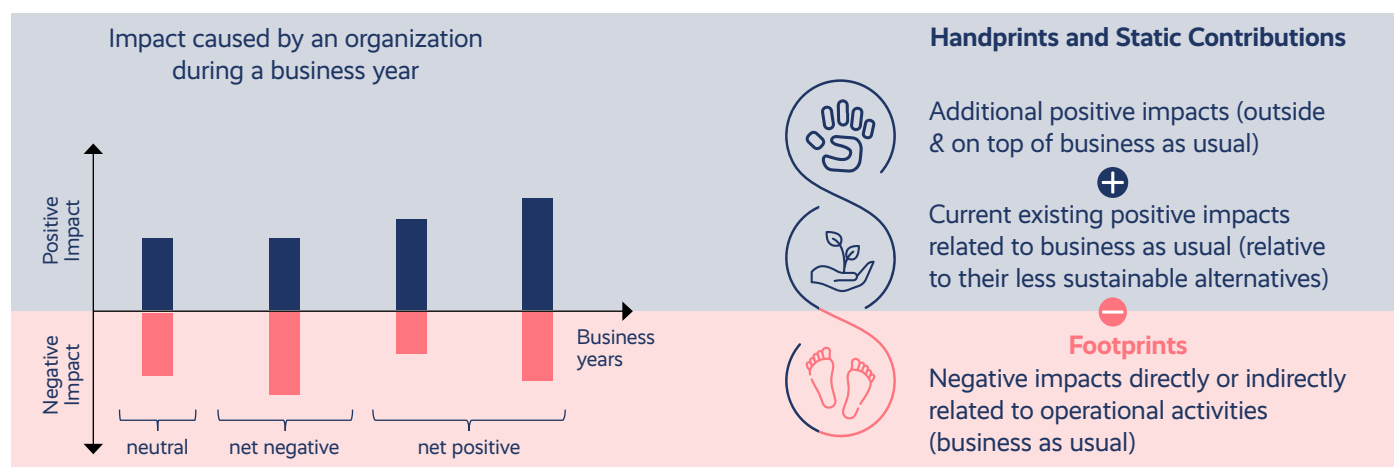 Impact caused by an organization
during a business year
Positive
Impact
Negative
Impact
Business
years
neutral
net negative
net positive
Handprints and Static Contributions
Additional positive impacts (outside
& on top of business as usual)
+
Current existing positive impacts
related to business as usual (relative
to their less sustainable alternatives)
−
Footprints
Negative impacts directly or indirectly
related to operational activities
(business as usual)